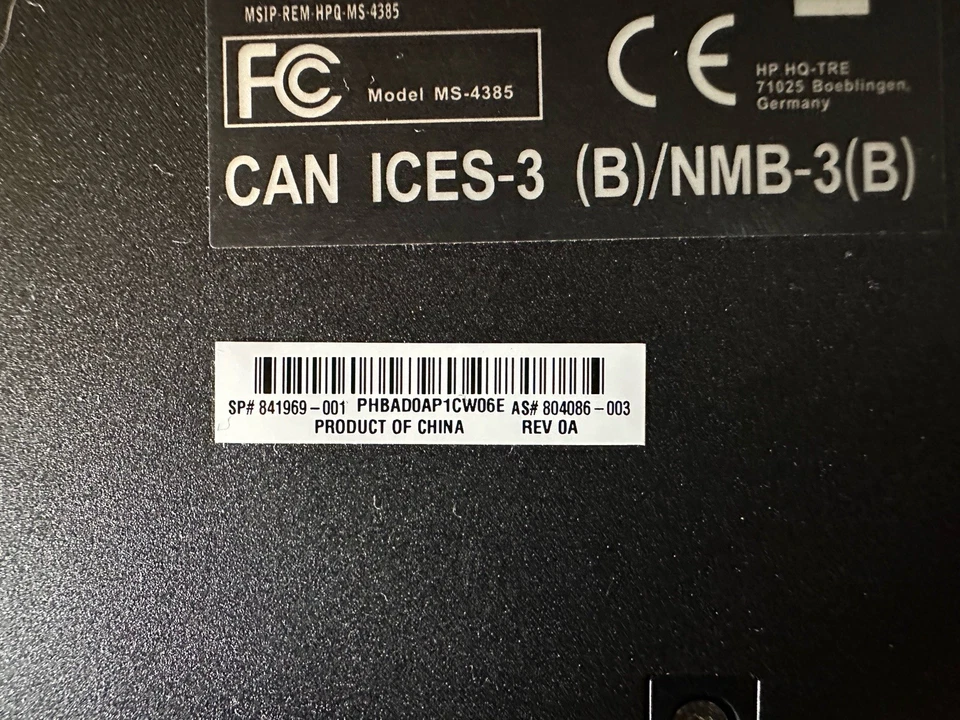 MSIP-REM-HPQ-MS-4385
FC Model MS-4385
CE
HP HQ-TRE
71025 Boeblingen,
Germany
CAN ICES-3 (B)/NMB-3(B)
SP# 841969-001 PHBAD0AP1CW06E AS# 804086-003
PRODUCT OF CHINA REV 0A